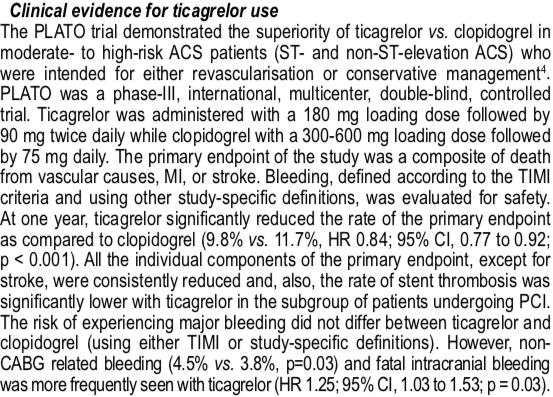 Clinical evidence for ticagrelor use
The PLATO trial demonstrated the superiority of ticagrelor vs. clopidogrel in
moderate- to high-risk ACS patients (ST- and non-ST-elevation ACS) who
were intended for either revascularisation or conservative management4.
PLATO was a phase-III, international, multicenter, double-blind, controlled
trial. Ticagrelor was administered with a 180 mg loading dose followed by
90 mg twice daily while clopidogrel with a 300-600 mg loading dose followed
by 75 mg daily. The primary endpoint of the study was a composite of death
from vascular causes, MI, or stroke. Bleeding, defined according to the TIMI
criteria and using other study-specific definitions, was evaluated for safety.
At one year, ticagrelor significantly reduced the rate of the primary endpoint
as compared to clopidogrel (9.8% vs. 11.7%, HR 0.84; 95% CI, 0.77 to 0.92;
p < 0.001). All the individual components of the primary endpoint, except for
stroke, were consistently reduced and, also, the rate of stent thrombosis was
significantly lower with ticagrelor in the subgroup of patients undergoing PCI.
The risk of experiencing major bleeding did not differ between ticagrelor and
clopidogrel (using either TIMI or study-specific definitions). However, non-
CABG related bleeding (4.5% vs. 3.8%, p=0.03) and fatal intracranial bleeding
was more frequently seen with ticagrelor (HR 1.25; 95% CI, 1.03 to 1.53; p = 0.03).